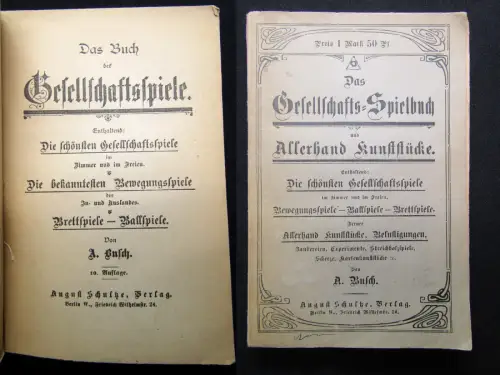 Das Buch
der
Gesellschaftsspiele.
Enthaltend:
Die schönsten Gesellschaftsspiele
im
Zimmer und im Freien.
Die bekanntesten Bewegungsspiele
des
In- und Auslandes.
Brettspiele – Ballspiele.
Von
A. Busch.
10. Auflage.
August Schultze, Verlag.
Berlin N., Friedrich Wilhelmstr. 24.
Preis 1 Mark 50 Pf
Das
Gesellschafts-Spielbuch
und
Allerhand Kunststücke.
Enthaltend:
Die schönsten Gesellschaftsspiele
im Zimmer und im Freien,
Bewegungsspiele – Ballspiele – Brettspiele.
Ferner
Allerhand Kunststücke, Belustigungen,
Zaubereien, Experimente, Streichholzspiele,
Scherze, Kartenkunststücke ꝛc.
Von
A. Busch.
August Schultze, Verlag.
Berlin N., Friedrich Wilhelmstr. 24.